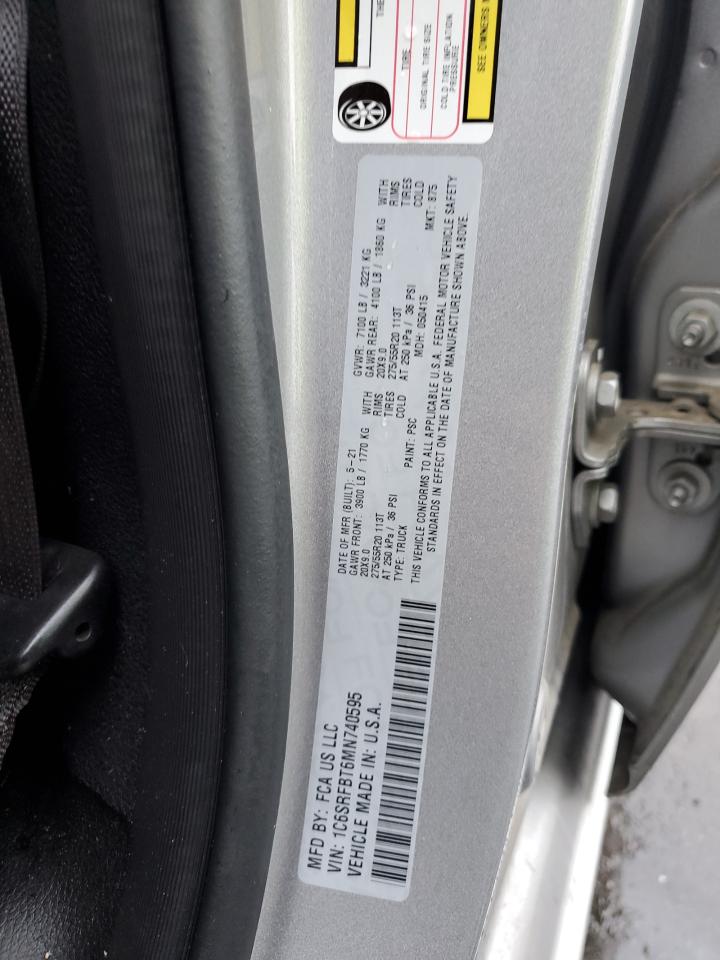 MFD BY: FCA US LLC
VIN: 1C6SRFBT6MN740595
VEHICLE MADE IN: U.S.A.
DATE OF MFR (BUILT): 5-21
GAWR FRONT: 3900 LB / 1770 KG WITH
20X9.0 RIMS
275/55R20 113T TIRES
AT 250 kPa / 36 PSI COLD
TYPE: TRUCK PAINT: PSC
GVWR: 7100 LB / 3221 KG
GAWR REAR: 4100 LB / 1860 KG WITH
20X9.0 RIMS
275/55R20 113T TIRES
AT 250 kPa / 36 PSI COLD
MDH: 050415 MKT: 875
THIS VEHICLE CONFORMS TO ALL APPLICABLE U.S.A. FEDERAL MOTOR VEHICLE SAFETY
STANDARDS IN EFFECT ON THE DATE OF MANUFACTURE SHOWN ABOVE.
THE
TIRE
ORIGINAL TIRE SIZE
COLD TIRE INFLATION
PRESSURE
SEE OWNER'S